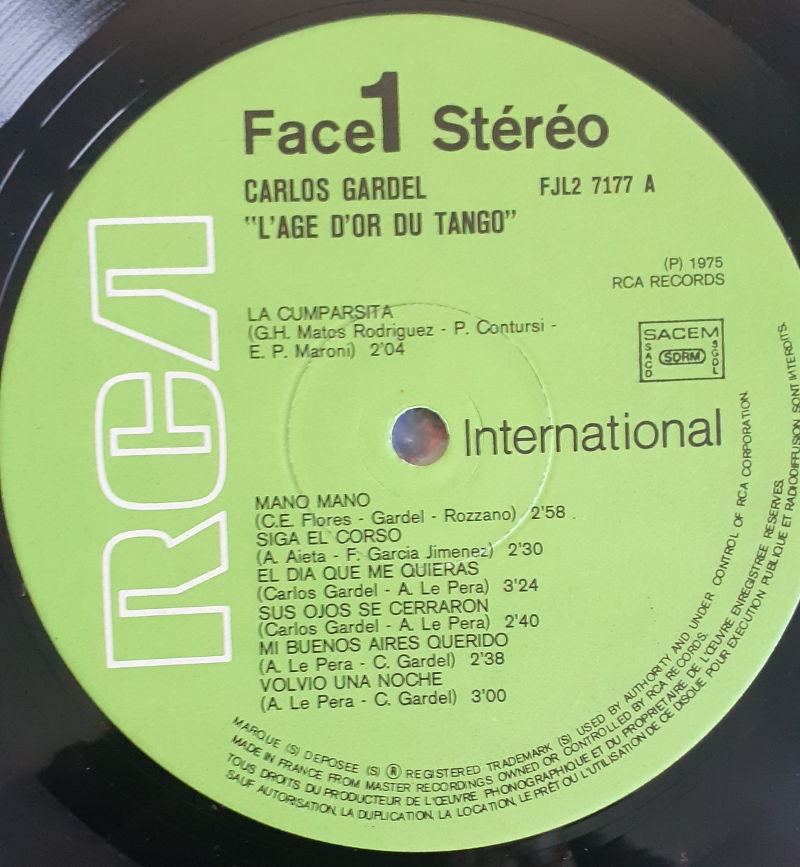 Face 1 Stéréo
CARLOS GARDEL FJL2 7177 A
"L'AGE D'OR DU TANGO"
(P) 1975
RCA RECORDS
RCA
LA CUMPARSITA
(G.H. Matos Rodriguez - P. Contursi -
E. P. Maroni) 2'04
SACEM
SACD SDRM SGDL
International
MANO MANO
(C.E. Flores - Gardel - Rozzano) 2'58
SIGA EL CORSO
(A. Aieta - F. Garcia Jimenez) 2'30
EL DIA QUE ME QUIERAS
(Carlos Gardel - A. Le Pera) 3'24
SUS OJOS SE CERRARON
(Carlos Gardel - A. Le Pera) 2'40
MI BUENOS AIRES QUERIDO
(A. Le Pera - C. Gardel) 2'38
VOLVIO UNA NOCHE
(A. Le Pera - C. Gardel) 3'00
MARQUE (S) DEPOSEE (S) ® REGISTERED TRADEMARK (S) USED BY AUTHORITY AND UNDER CONTROL OF RCA CORPORATION.
MADE IN FRANCE FROM MASTER RECORDINGS OWNED OR CONTROLLED BY RCA RECORDS.
TOUS DROITS DU PRODUCTEUR DE L'ŒUVRE PHONOGRAPHIQUE ET DU PROPRIETAIRE DE L'ŒUVRE ENREGISTREE RESERVES.
SAUF AUTORISATION, LA DUPLICATION, LA LOCATION, LE PRÊT OU L'UTILISATION DE CE DISQUE POUR EXECUTION PUBLIQUE ET RADIODIFFUSION SONT INTERDITS.